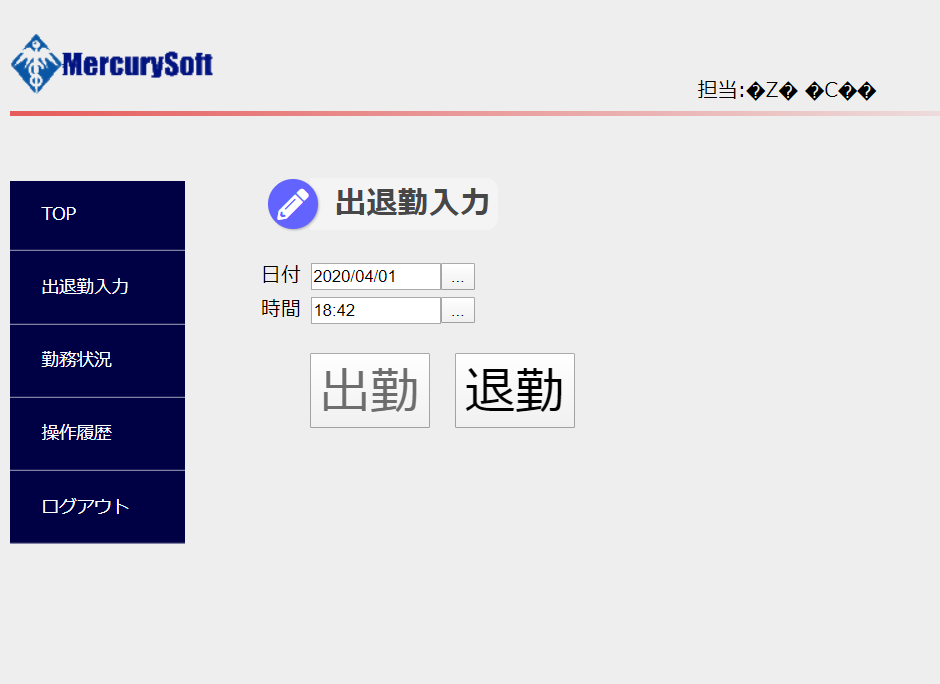 MercurySoft
担当:�Z� �C��
TOP
出退勤入力
勤務状況
操作履歴
ログアウト
出退勤入力
日付 2020/04/01 ...
時間 18:42 ...
出勤 退勤